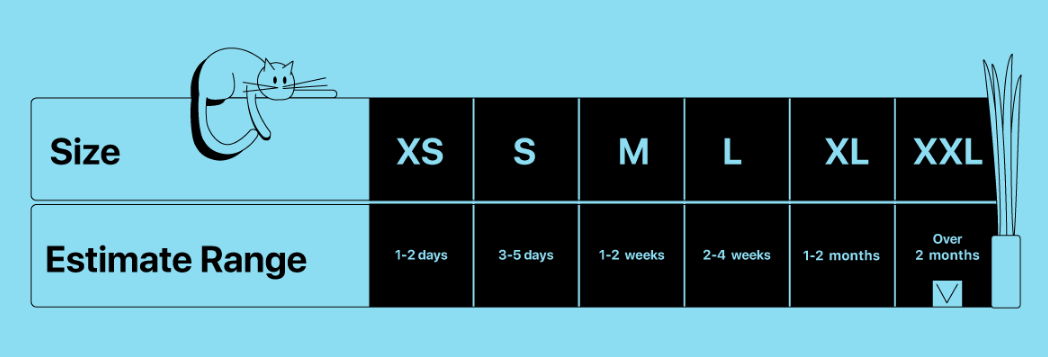 Size XS S M L XL XXL
Estimate Range 1-2 days 3-5 days 1-2 weeks 2-4 weeks 1-2 months Over
2 months